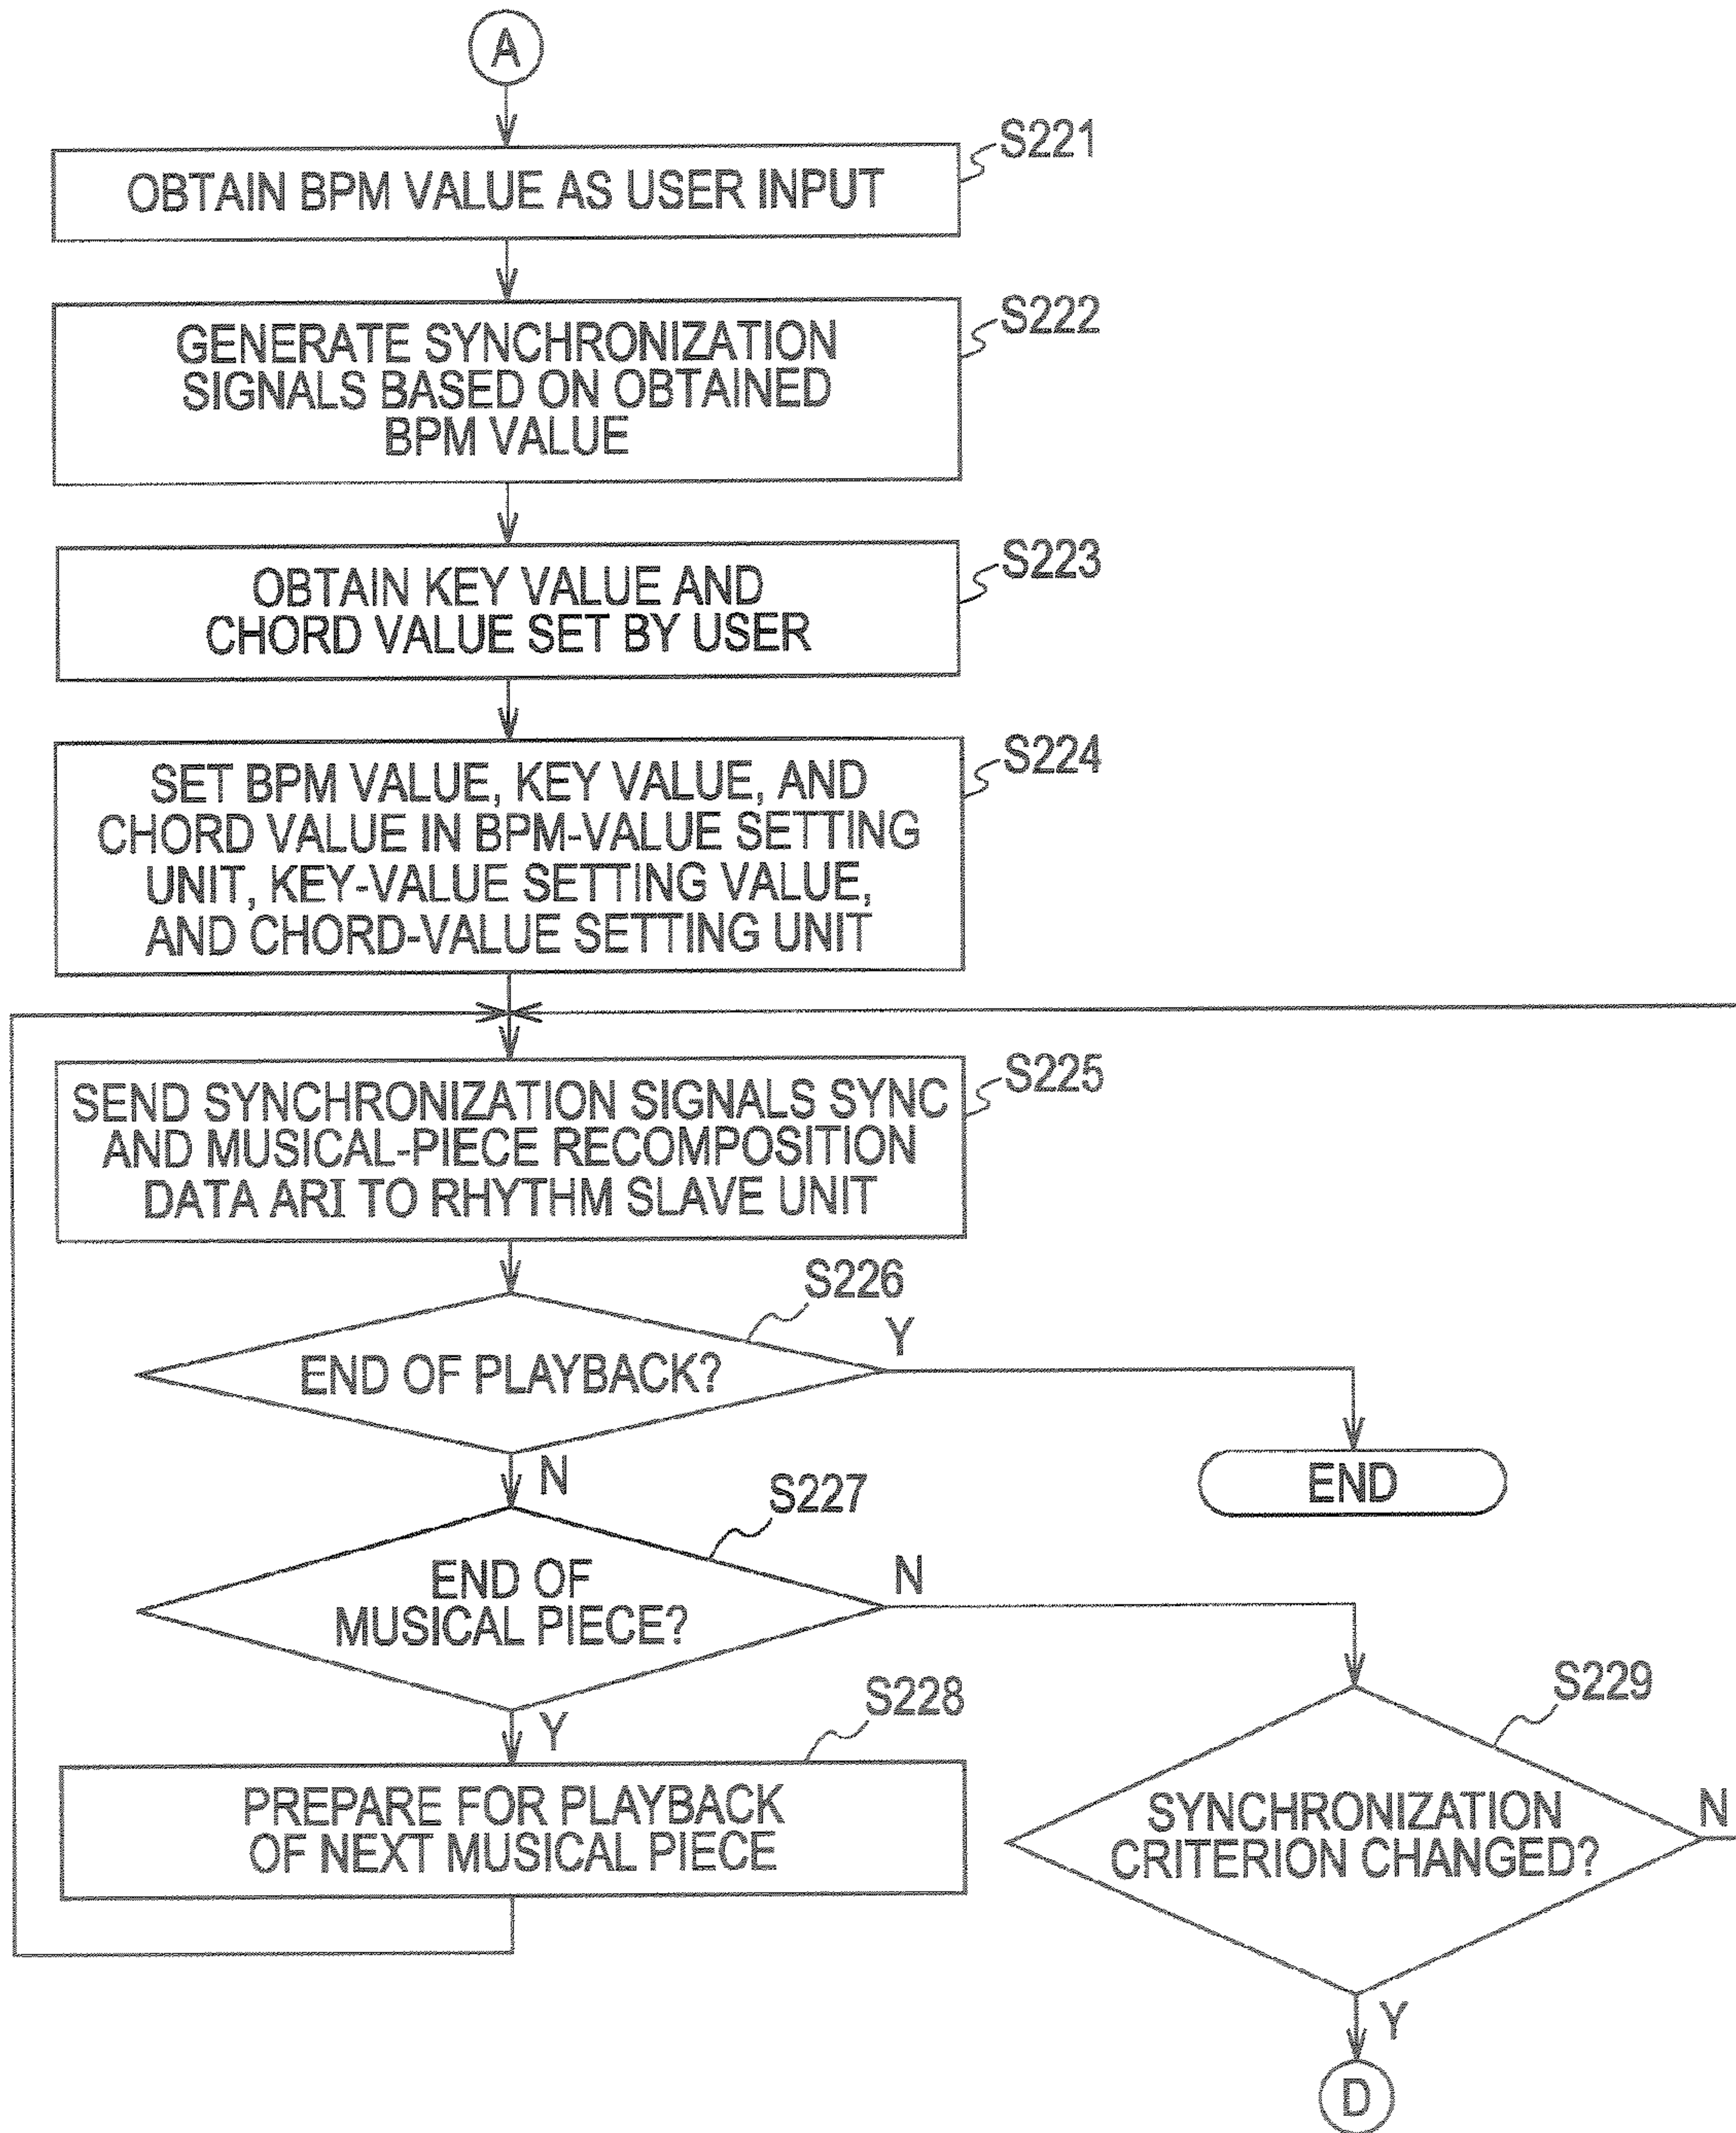 A
S221
OBTAIN BPM VALUE AS USER INPUT
S222
GENERATE SYNCHRONIZATION
SIGNALS BASED ON OBTAINED
BPM VALUE
S223
OBTAIN KEY VALUE AND
CHORD VALUE SET BY USER
S224
SET BPM VALUE, KEY VALUE, AND
CHORD VALUE IN BPM-VALUE SETTING
UNIT, KEY-VALUE SETTING VALUE,
AND CHORD-VALUE SETTING UNIT
S225
SEND SYNCHRONIZATION SIGNALS SYNC
AND MUSICAL-PIECE RECOMPOSITION
DATA ARI TO RHYTHM SLAVE UNIT
S226
Y
END OF PLAYBACK?
N
END
S227
N
END OF
MUSICAL PIECE?
Y
S228
PREPARE FOR PLAYBACK
OF NEXT MUSICAL PIECE
S229
N
SYNCHRONIZATION
CRITERION CHANGED?
Y
D